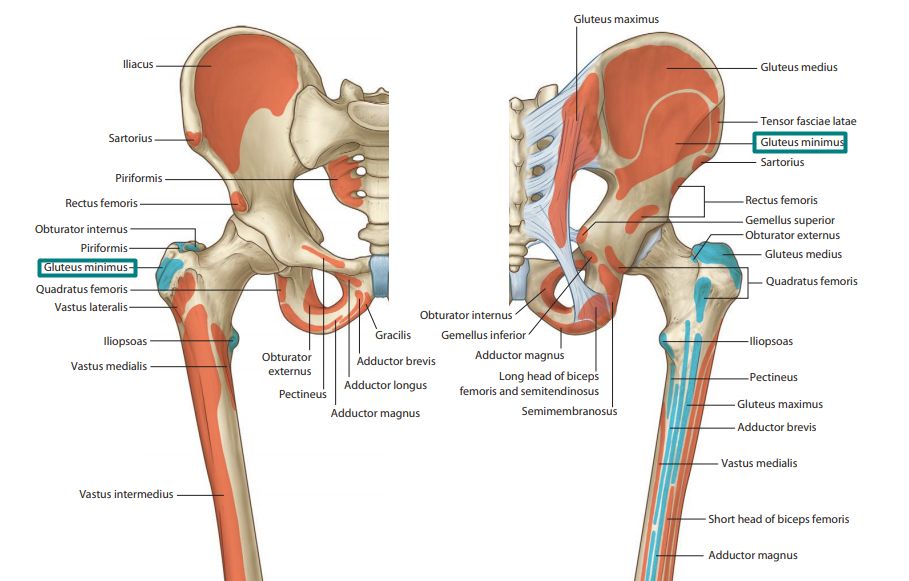 Iliacus
Sartorius
Piriformis
Rectus femoris
Obturator internus
Piriformis
Gluteus minimus
Quadratus femoris
Vastus lateralis
Iliopsoas
Vastus medialis
Vastus intermedius
Obturator
externus
Pectineus
Adductor magnus
Adductor longus
Adductor brevis
Gracilis
Gluteus maximus
Gluteus medius
Tensor fasciae latae
Gluteus minimus
Sartorius
Rectus femoris
Gemellus superior
Obturator externus
Gluteus medius
Quadratus femoris
Obturator internus
Gemellus inferior
Adductor magnus
Long head of biceps
femoris and semitendinosus
Semimembranosus
Iliopsoas
Pectineus
Gluteus maximus
Adductor brevis
Vastus medialis
Short head of biceps femoris
Adductor magnus